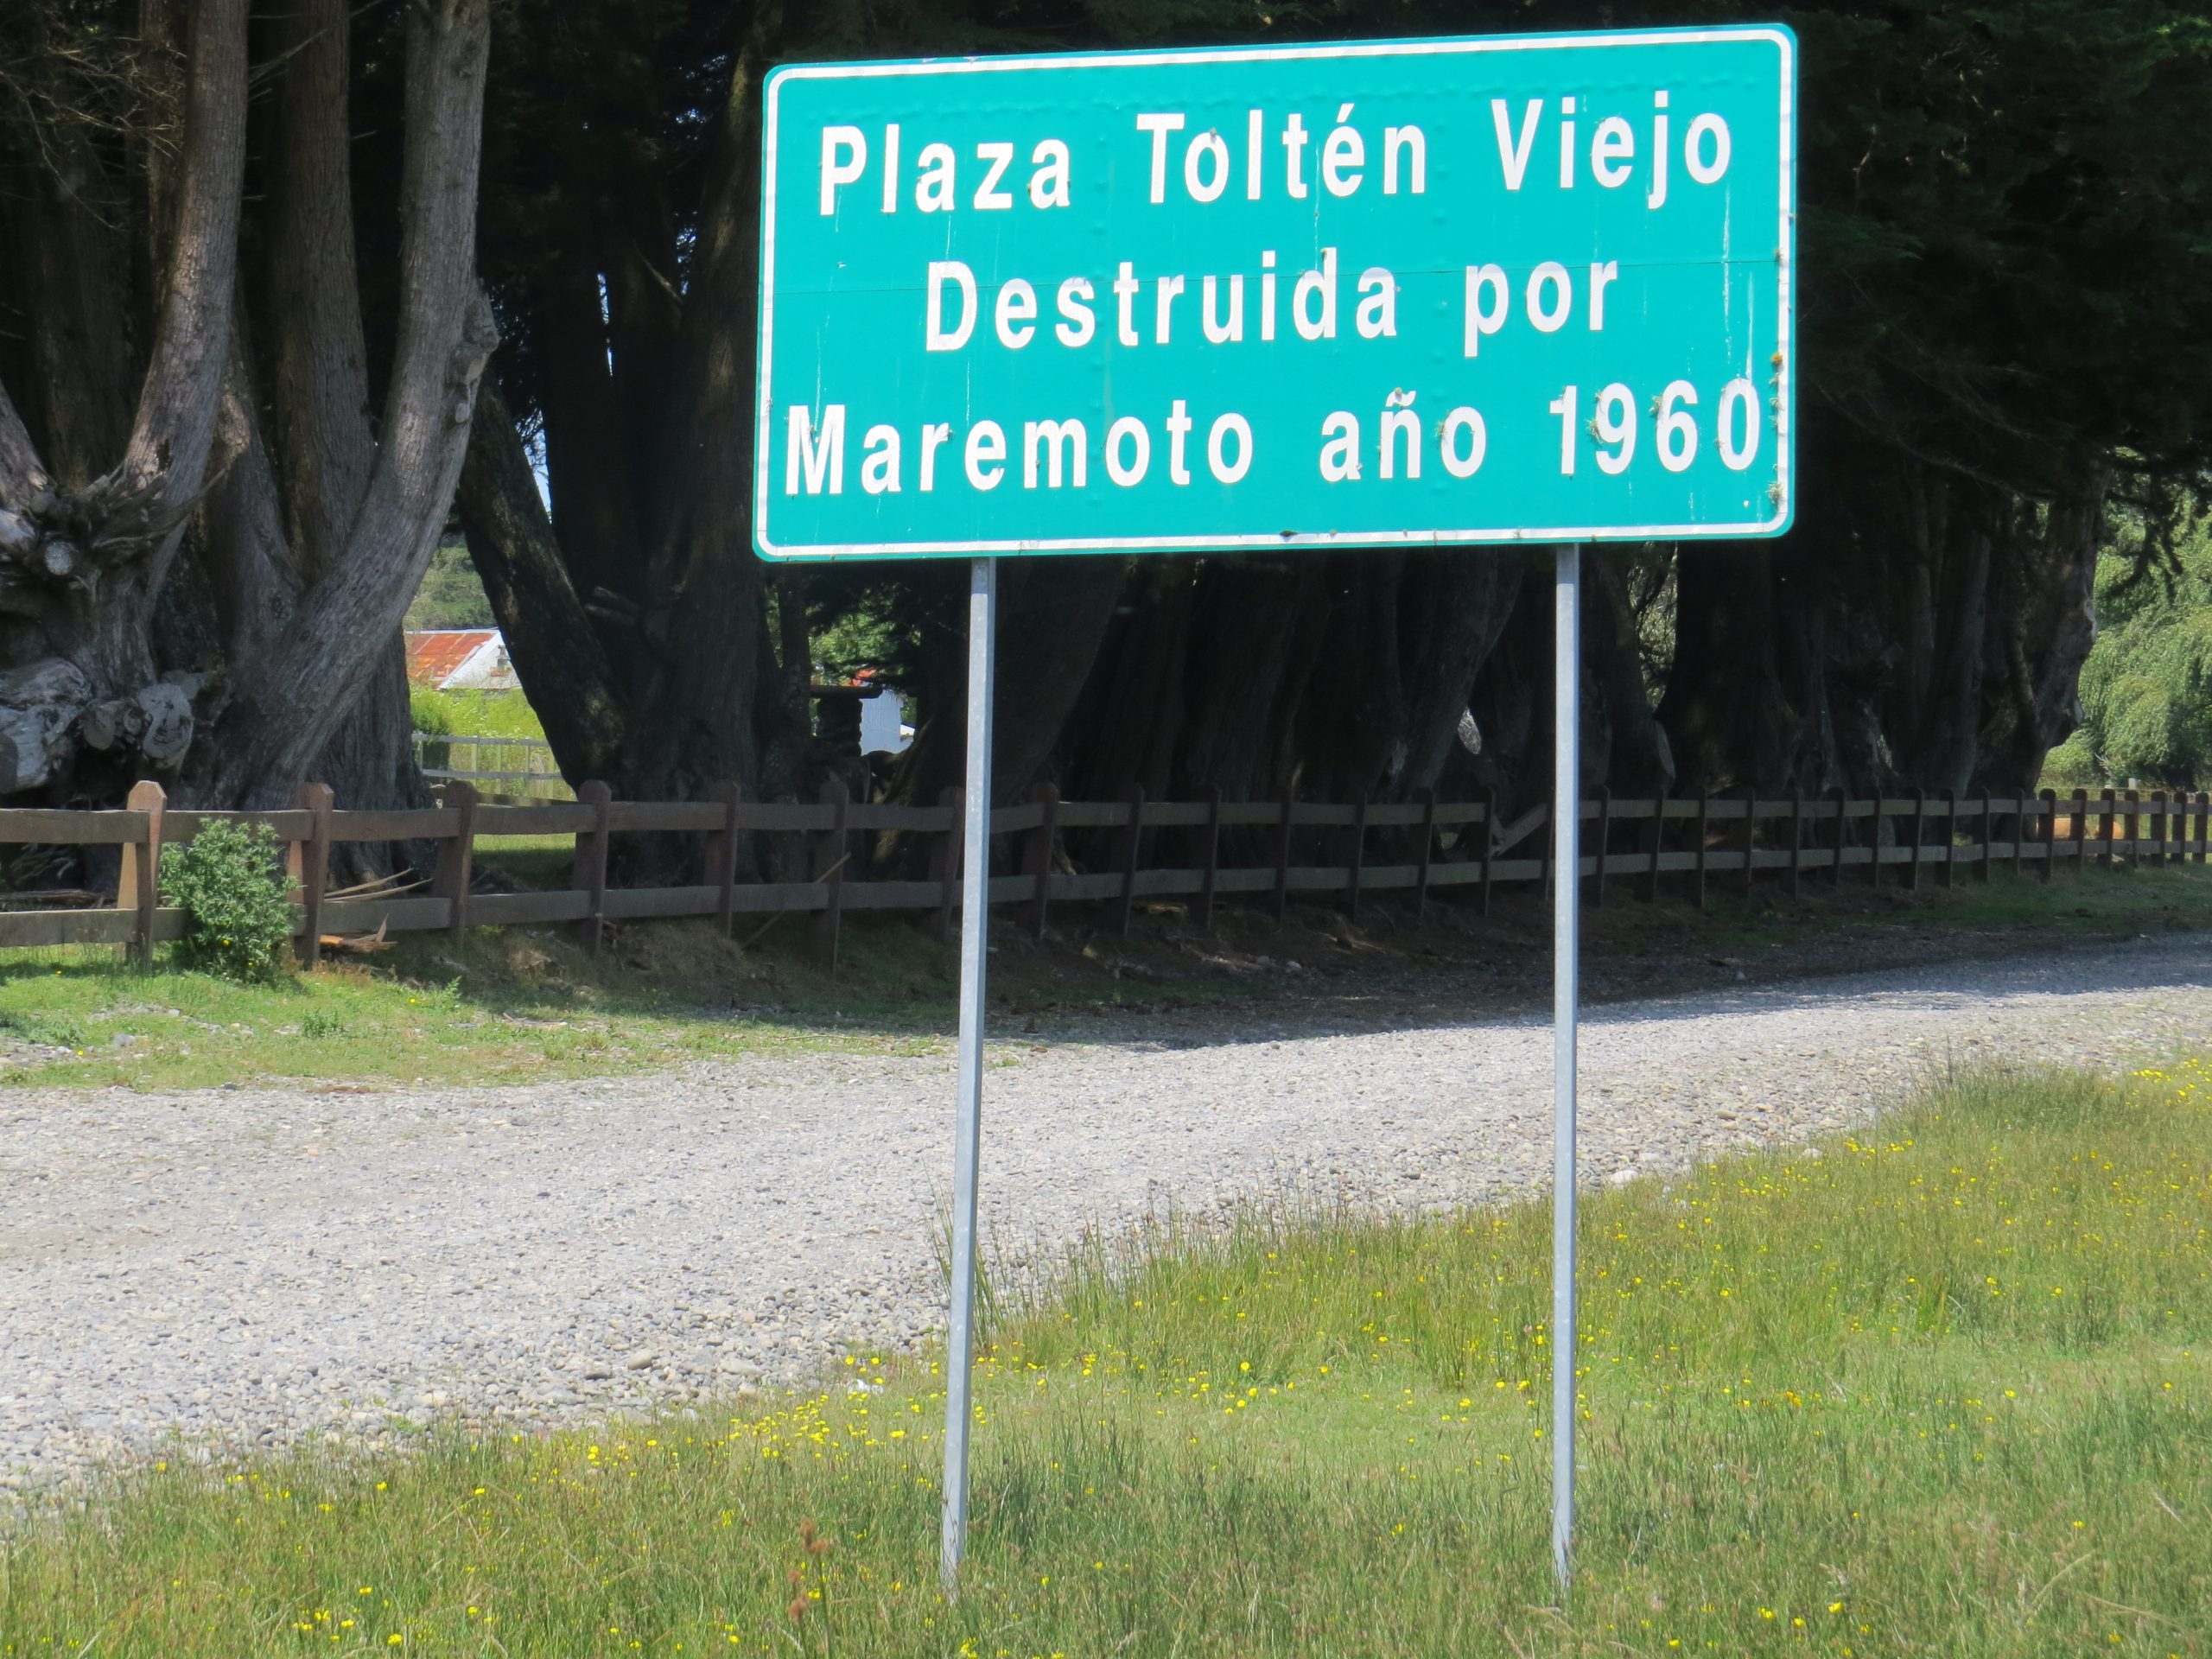 Plaza Toltén Viejo
Destruida por
Maremoto año 1960